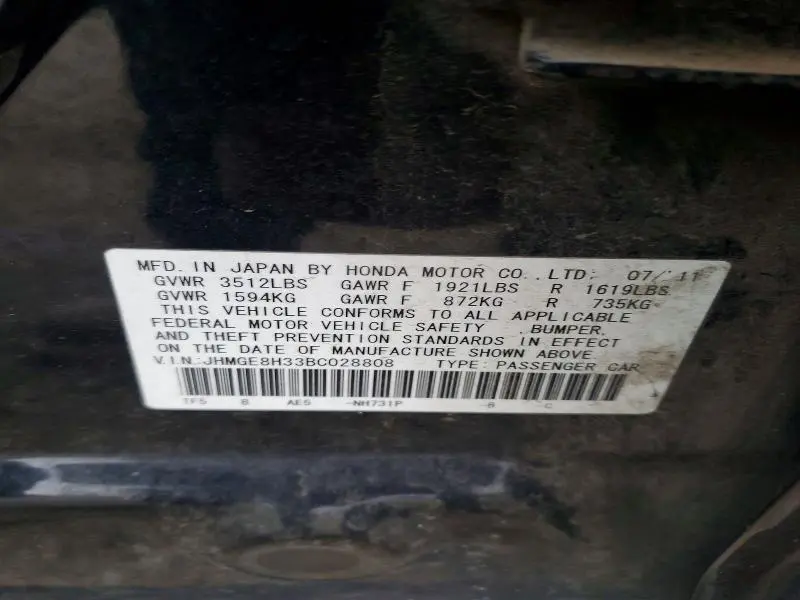 MFD. IN JAPAN BY HONDA MOTOR CO., LTD. 07/ 11
GVWR 3512LBS GAWR F 1921LBS R 1619LBS
GVWR 1594KG GAWR F 872KG R 735KG
THIS VEHICLE CONFORMS TO ALL APPLICABLE
FEDERAL MOTOR VEHICLE SAFETY , BUMPER,
AND THEFT PREVENTION STANDARDS IN EFFECT
ON THE DATE OF MANUFACTURE SHOWN ABOVE.
V.I.N.:JHMGE8H33BC028808 TYPE: PASSENGER CAR
TF5 B AE5 -NH731P -B -C